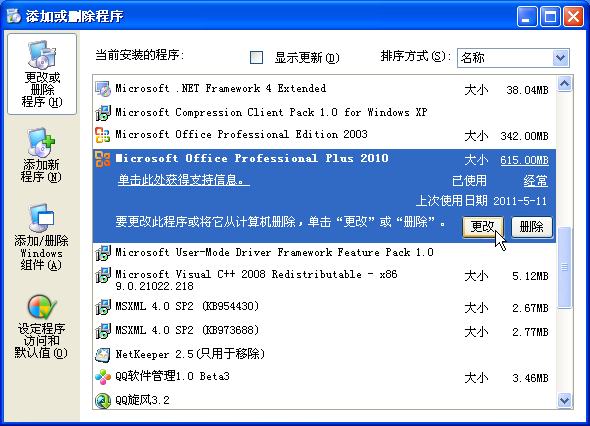 添加或删除程序
更改或
删除
程序(H)
添加新
程序(N)
添加/删除
Windows
组件(A)
设定程序
访问和
默认值(O)
当前安装的程序: 显示更新(D) 排序方式(S): 名称
Microsoft .NET Framework 4 Extended 大小 38.04MB
Microsoft Compression Client Pack 1.0 for Windows XP
Microsoft Office Professional Edition 2003 大小 342.00MB
Microsoft Office Professional Plus 2010 大小 615.00MB
单击此处获得支持信息。 已使用 经常
上次使用日期 2011-5-11
要更改此程序或将它从计算机删除，单击“更改”或“删除”。 更改 删除
Microsoft User-Mode Driver Framework Feature Pack 1.0
Microsoft Visual C++ 2008 Redistributable - x86 大小 5.12MB
9.0.21022.218
MSXML 4.0 SP2 (KB954430) 大小 2.67MB
MSXML 4.0 SP2 (KB973688) 大小 2.77MB
NetKeeper 2.5(只用于移除)
QQ软件管理1.0 Beta3 大小 3.46MB
QQ旋风3.2